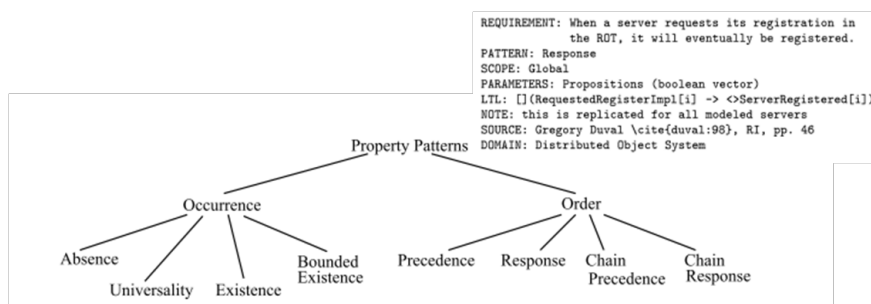 REQUIREMENT: When a server requests its registration in
the ROT, it will eventually be registered.
PATTERN: Response
SCOPE: Global
PARAMETERS: Propositions (boolean vector)
LTL: [](RequestedRegisterImpl[i] -> <>ServerRegistered[i])
NOTE: this is replicated for all modeled servers
SOURCE: Gregory Duval \cite{duval:98}, RI, pp. 46
DOMAIN: Distributed Object System
Property Patterns
Occurrence
Order
Absence
Universality
Existence
Bounded
Existence
Precedence
Response
Chain
Precedence
Chain
Response